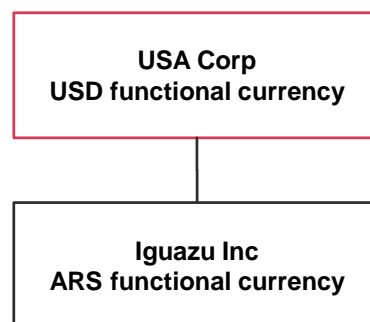 USA Corp
USD functional currency
Iguazu Inc
ARS functional currency